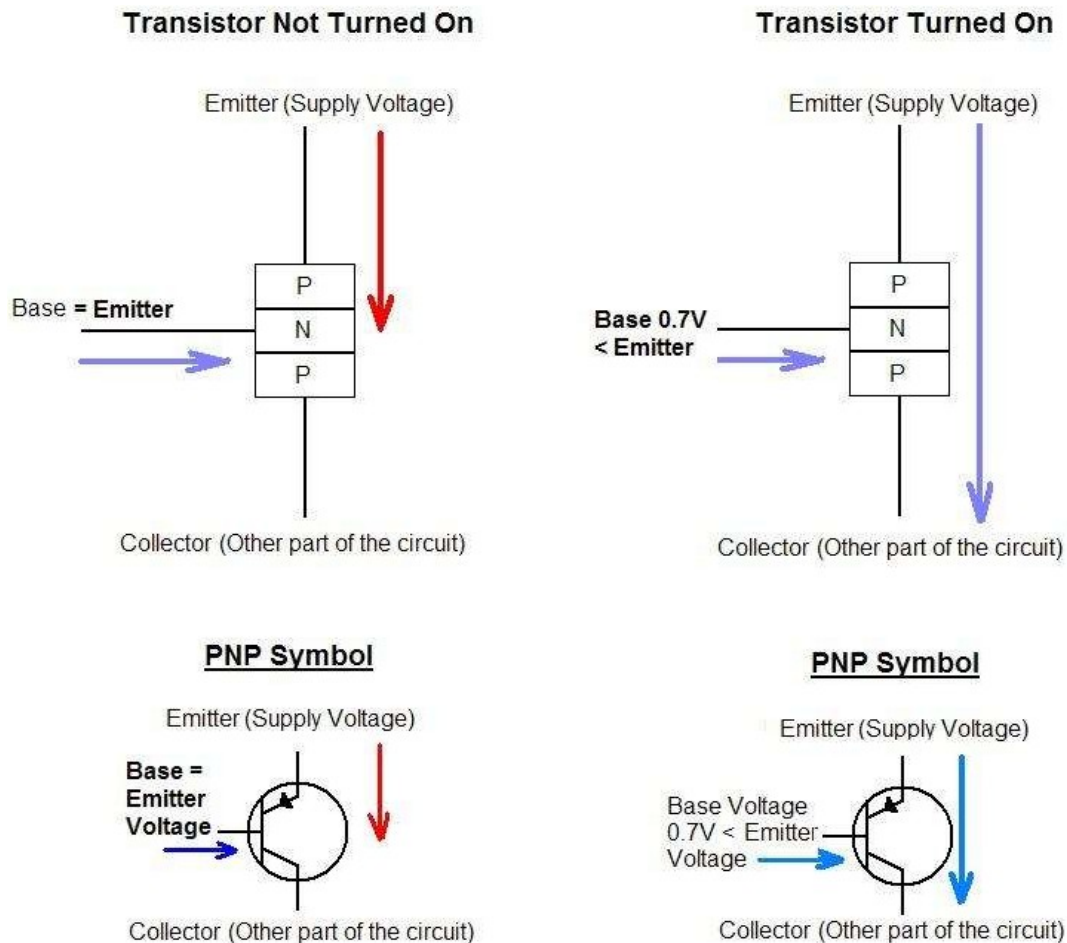 Transistor Not Turned On
Emitter (Supply Voltage)
P
Base = Emitter
N
P
Collector (Other part of the circuit)
PNP Symbol
Emitter (Supply Voltage)
Base =
Emitter
Voltage
Collector (Other part of the circuit)
Transistor Turned On
Emitter (Supply Voltage)
P
Base 0.7V
< Emitter
N
P
Collector (Other part of the circuit)
PNP Symbol
Emitter (Supply Voltage)
Base Voltage
0.7V < Emitter
Voltage
Collector (Other part of the circuit)